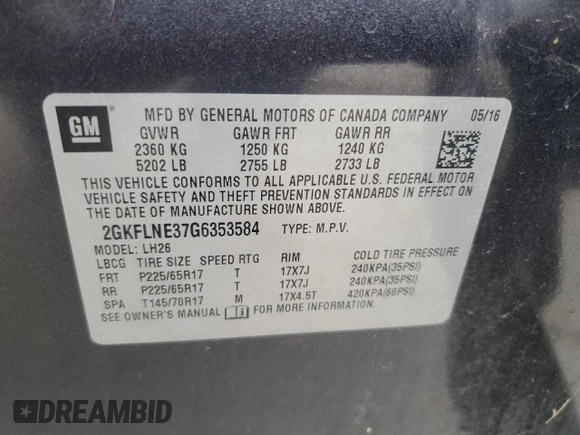 GM
MFD BY GENERAL MOTORS OF CANADA COMPANY 05/16
GVWR GAWR FRT GAWR RR
2360 KG 1250 KG 1240 KG
5202 LB 2755 LB 2733 LB
THIS VEHICLE CONFORMS TO ALL APPLICABLE U.S. FEDERAL MOTOR
VEHICLE SAFETY AND THEFT PREVENTION STANDARDS IN EFFECT ON
THE DATE OF MANUFACTURE SHOWN ABOVE.
2GKFLNE37G6353584 TYPE: M.P.V.
MODEL: LH26
LBCG TIRE SIZE SPEED RTG RIM COLD TIRE PRESSURE
FRT P225/65R17 T 17X7J 240KPA(35PSI)
RR P225/65R17 T 17X7J 240KPA(35PSI)
SPA T145/70R17 M 17X4.5T 420KPA(60PSI)
SEE OWNER'S MANUAL FOR MORE INFORMATION.
DREAMBID